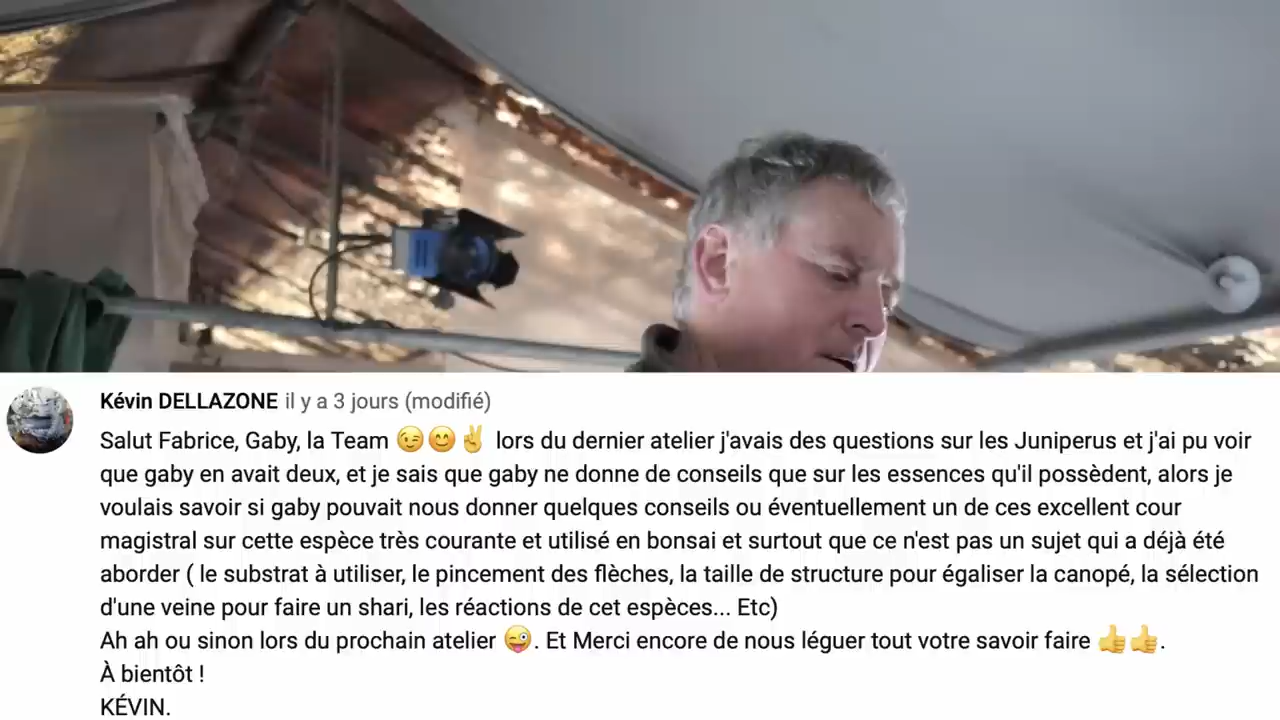 Kévin DELLAZONE il y a 3 jours (modifié)
Salut Fabrice, Gaby, la Team 😉😊✌️ lors du dernier atelier j'avais des questions sur les Juniperus et j'ai pu voir
que gaby en avait deux, et je sais que gaby ne donne de conseils que sur les essences qu'il possèdent, alors je
voulais savoir si gaby pouvait nous donner quelques conseils ou éventuellement un de ces excellent cour
magistral sur cette espèce très courante et utilisé en bonsai et surtout que ce n'est pas un sujet qui a déjà été
aborder ( le substrat à utiliser, le pincement des flèches, la taille de structure pour égaliser la canopé, la sélection
d'une veine pour faire un shari, les réactions de cet espèces... Etc)
Ah ah ou sinon lors du prochain atelier 😜. Et Merci encore de nous léguer tout votre savoir faire 👍👍.
À bientôt !
KÉVIN.